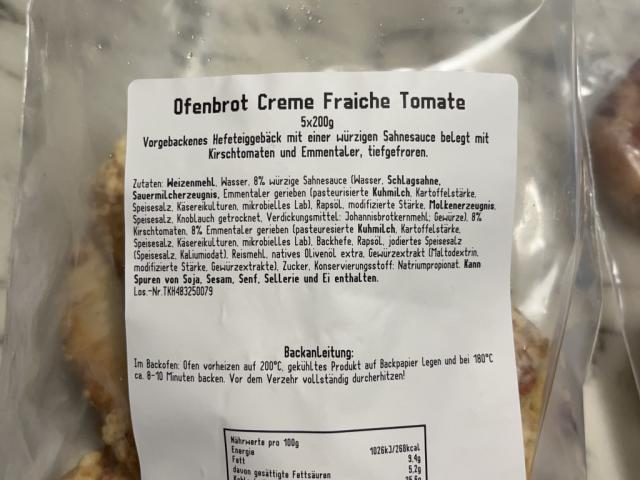 Ofenbrot Creme Fraiche Tomate
5x200g
Vorgebackenes Hefeteiggebäck mit einer würzigen Sahnesauce belegt mit
Kirschtomaten und Emmentaler, tiefgefroren.
Zutaten: Weizenmehl, Wasser, 8% würzige Sahnesauce (Wasser, Schlagsahne,
Sauermilcherzeugnis, Emmentaler gerieben (pasteurisierte Kuhmilch, Kartoffelstärke,
Speisesalz, Käsereikulturen, mikrobielles Lab), Rapsöl, modifizierte Stärke, Molkenerzeugnis,
Speisesalz, Knoblauch getrocknet, Verdickungsmittel: Johannisbrotkernmehl; Gewürze), 8%
Kirschtomaten, 8% Emmentaler gerieben (pasteuresierte Kuhmilch, Kartoffelstärke,
Speisesalz, Käsereikulturen, mikrobielles Lab), Backhefe, Rapsöl, jodiertes Speisesalz
(Speisesalz, Kaliumiodat), Reismehl, natives Olivenöl extra, Gewürzextrakt (Maltodextrin,
modifizierte Stärke, Gewürzextrakte), Zucker, Konservierungsstoff: Natriumpropionat. Kann
Spuren von Soja, Sesam, Senf, Sellerie und Ei enthalten.
Los.-Nr.TKH483250079
Backanleitung:
Im Backofen: Ofen vorheizen auf 200°C, gekühltes Produkt auf Backpapier legen und bei 180°C
ca. 8-10 Minuten backen. Vor dem Verzehr vollständig durcherhitzen!
Nährwerte pro 100g
Energie 1026kJ/268kcal
Fett 9.4g
davon gesättigte Fettsäuren 5.2g